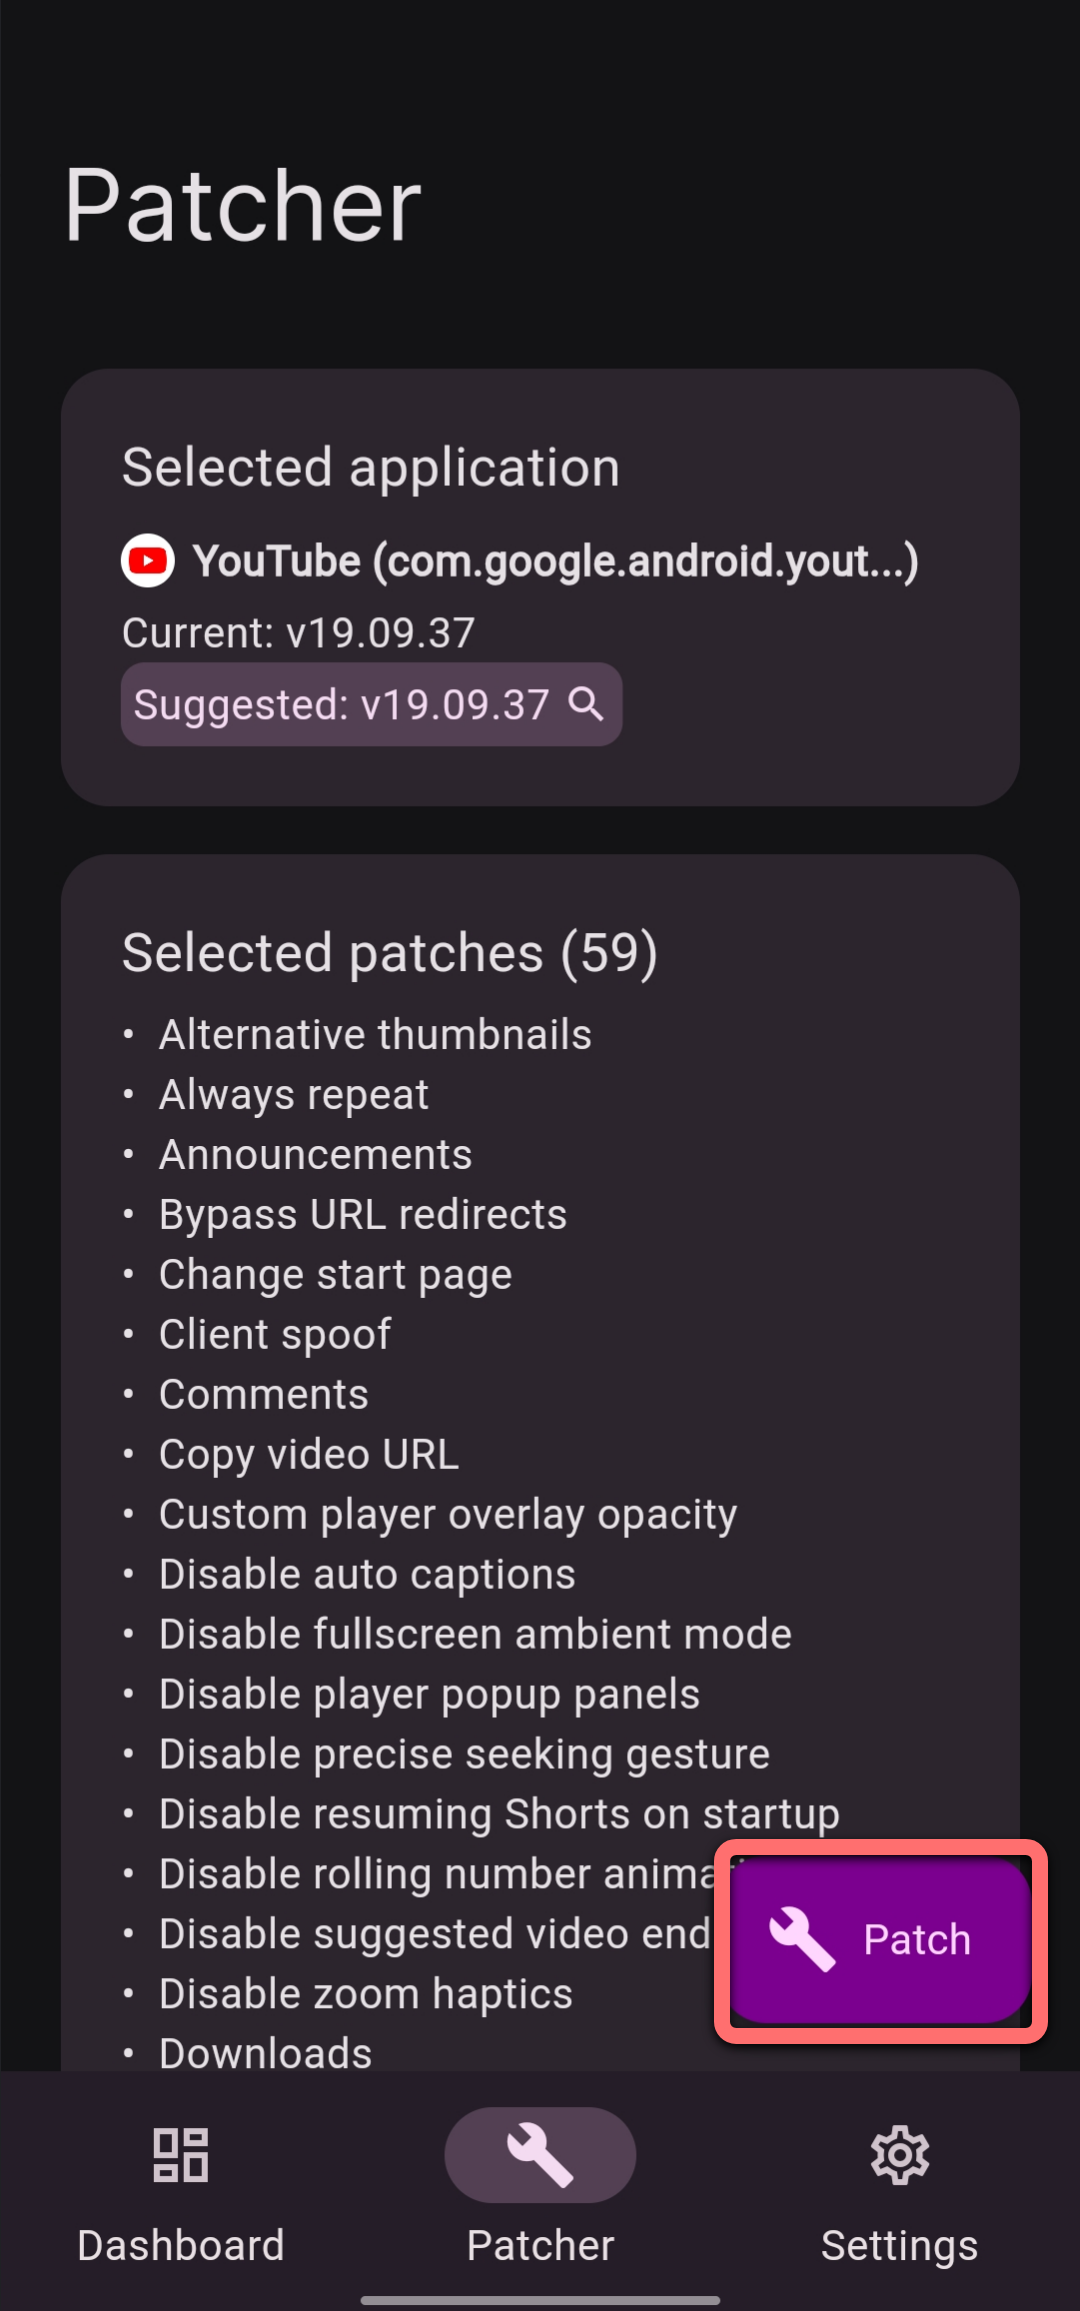 Patcher
Selected application
YouTube (com.google.android.yout...)
Current: v19.09.37
Suggested: v19.09.37
Selected patches (59)
• Alternative thumbnails
• Always repeat
• Announcements
• Bypass URL redirects
• Change start page
• Client spoof
• Comments
• Copy video URL
• Custom player overlay opacity
• Disable auto captions
• Disable fullscreen ambient mode
• Disable player popup panels
• Disable precise seeking gesture
• Disable resuming Shorts on startup
• Disable rolling number
• Disable suggested video end
Patch
• Disable zoom haptics
• Downloads
Dashboard
Patcher
Settings